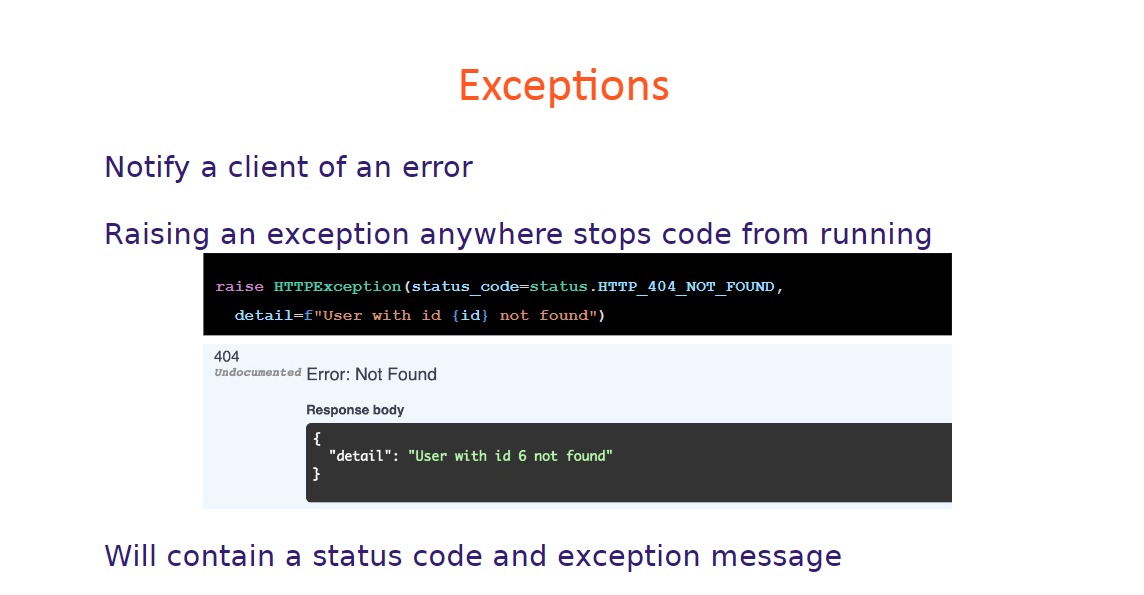 Exceptions
Notify a client of an error
Raising an exception anywhere stops code from running
raise HTTPException(status_code=status.HTTP_404_NOT_FOUND,
detail=f"User with id {id} not found")
404
Undocumented Error: Not Found
Response body
{
"detail": "User with id 6 not found"
}
Will contain a status code and exception message